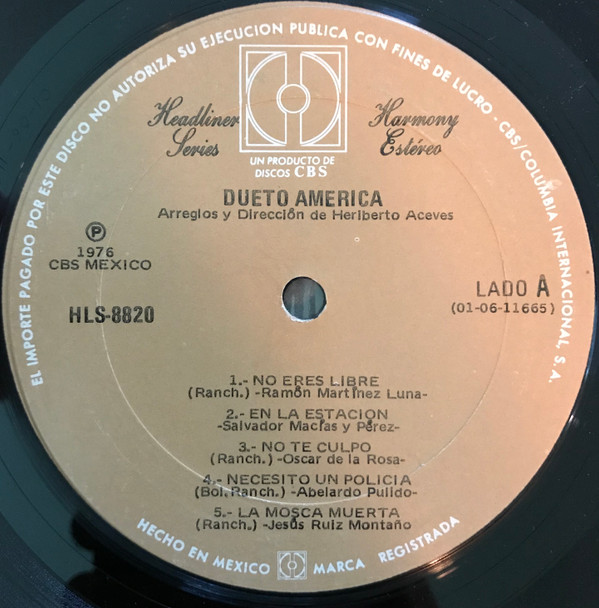 EL IMPORTE PAGADO POR ESTE DISCO NO AUTORIZA SU EJECUCION PUBLICA CON FINES DE LUCRO - CBS/COLUMBIA INTERNACIONAL, S.A.
Headliner Series
Harmony Estéreo
UN PRODUCTO DE
DISCOS CBS
DUETO AMERICA
Arreglos y Dirección de Heriberto Aceves
P
1976
CBS MEXICO
HLS-8820
LADO A
(01-06-11665)
1.- NO ERES LIBRE
(Ranch.) -Ramón Martínez Luna-
2.- EN LA ESTACION
-Salvador Macías y Pérez-
3.- NO TE CULPO
(Ranch.) -Oscar de la Rosa-
4.- NECESITO UN POLICIA
(Bol. Ranch.) -Abelardo Pulido-
5.- LA MOSCA MUERTA
(Ranch.) -Jesús Ruiz Montaño
HECHO EN MEXICO MARCA REGISTRADA